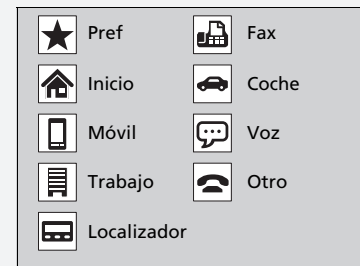 Pref
Fax
Inicio
Coche
Móvil
Voz
Trabajo
Otro
Localizador